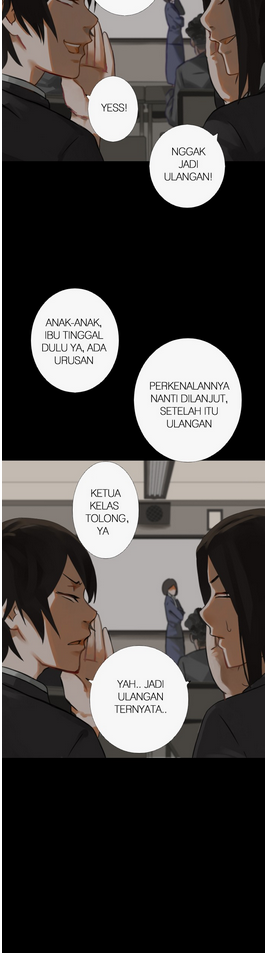 YESS!
NGGAK
JADI
ULANGAN!
ANAK-ANAK,
IBU TINGGAL
DULU YA, ADA
URUSAN
PERKENALANNYA
NANTI DILANJUT,
SETELAH ITU
ULANGAN
KETUA
KELAS
TOLONG,
YA
YAH.. JADI
ULANGAN
TERNYATA..